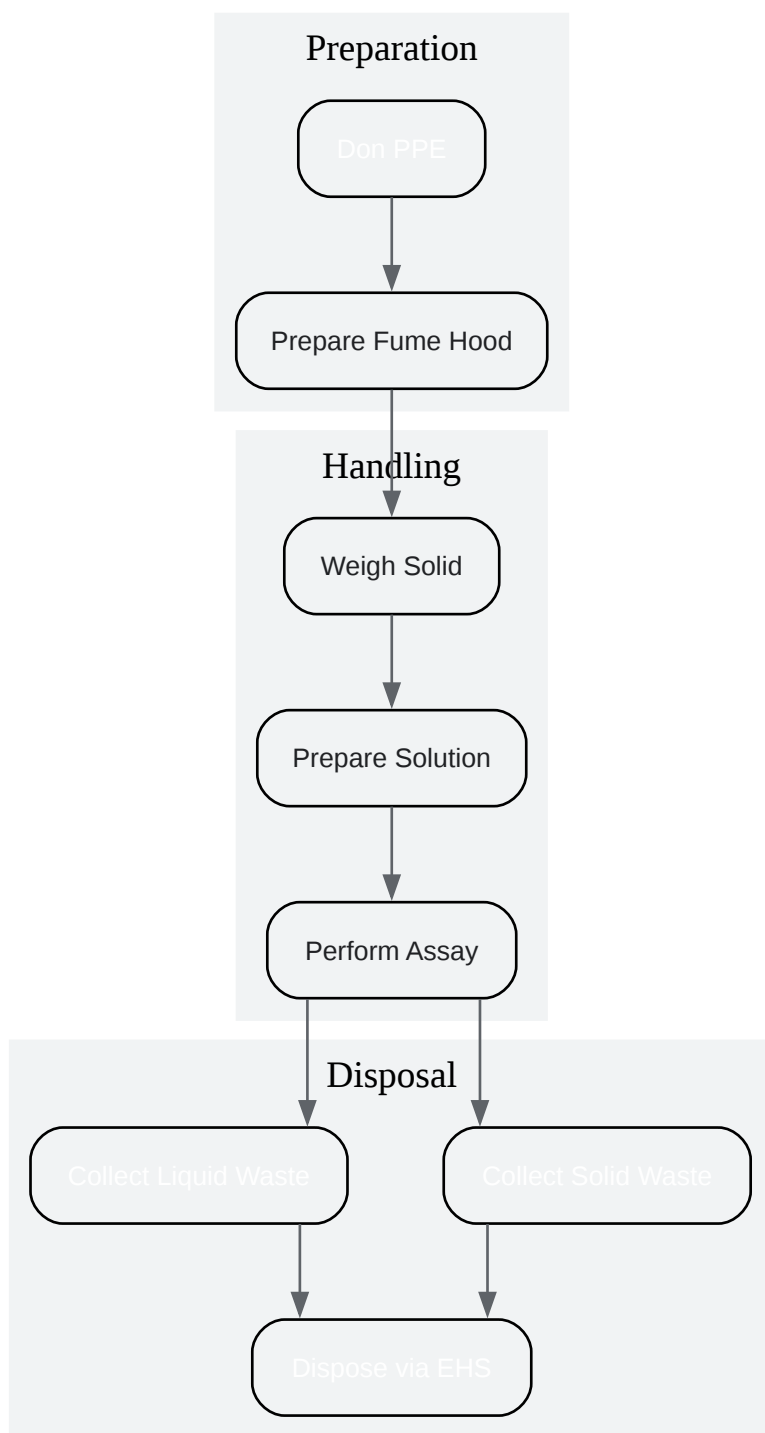 Preparation
Don PPE
Prepare Fume Hood
Handling
Weigh Solid
Prepare Solution
Perform Assay
Disposal
Collect Liquid Waste
Collect Solid Waste
Dispose via EHS